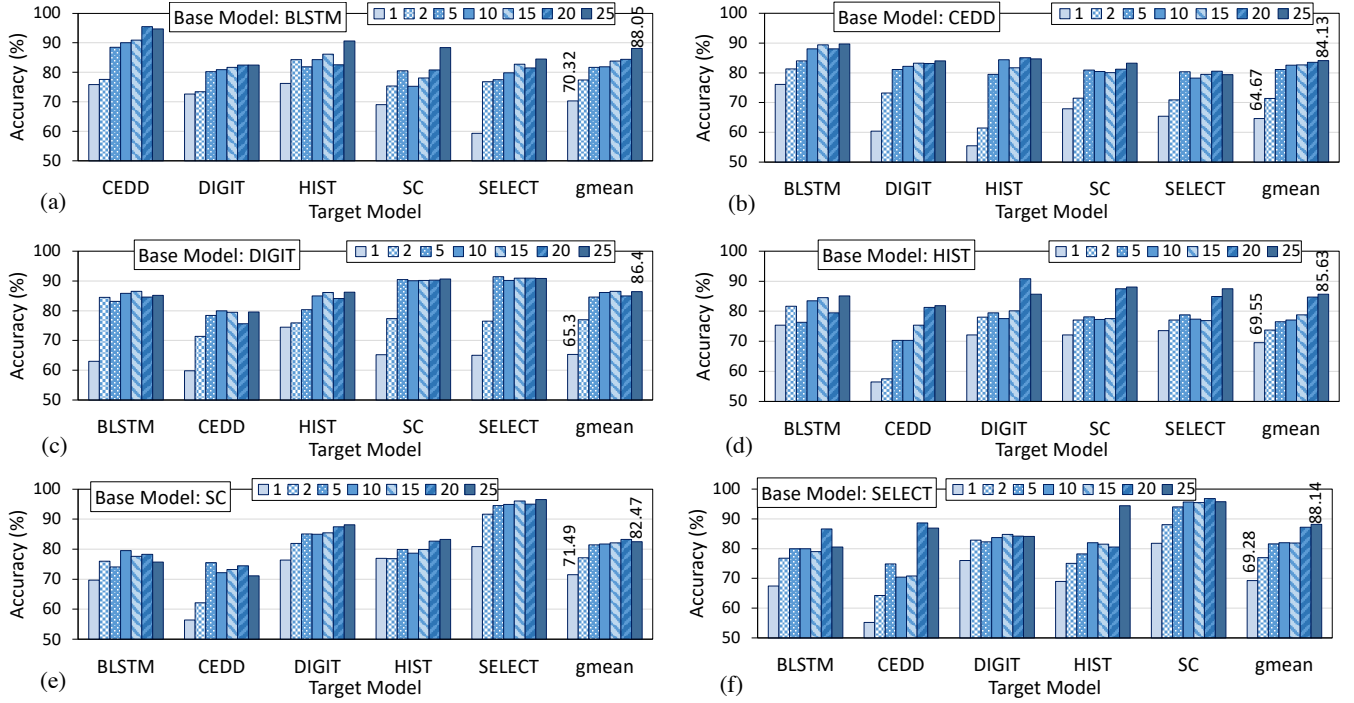 Base Model: BLSTM
1 2 5 10 15 20 25
Accuracy (%)
100
90
80
70
60
50
70.32
88.05
CEDD DIGIT HIST SC SELECT gmean
Target Model
(a)
Base Model: CEDD
1 2 5 10 15 20 25
Accuracy (%)
100
90
80
70
60
50
64.67
84.13
BLSTM DIGIT HIST SC SELECT gmean
Target Model
(b)
Base Model: DIGIT
1 2 5 10 15 20 25
Accuracy (%)
100
90
80
70
60
50
65.3
86.4
BLSTM CEDD HIST SC SELECT gmean
Target Model
(c)
Base Model: HIST
1 2 5 10 15 20 25
Accuracy (%)
100
90
80
70
60
50
69.55
85.63
BLSTM CEDD DIGIT SC SELECT gmean
Target Model
(d)
Base Model: SC
1 2 5 10 15 20 25
Accuracy (%)
100
90
80
70
60
50
71.49
82.47
BLSTM CEDD DIGIT HIST SELECT gmean
Target Model
(e)
Base Model: SELECT
1 2 5 10 15 20 25
Accuracy (%)
100
90
80
70
60
50
69.28
88.14
BLSTM CEDD DIGIT HIST SC gmean
Target Model
(f)